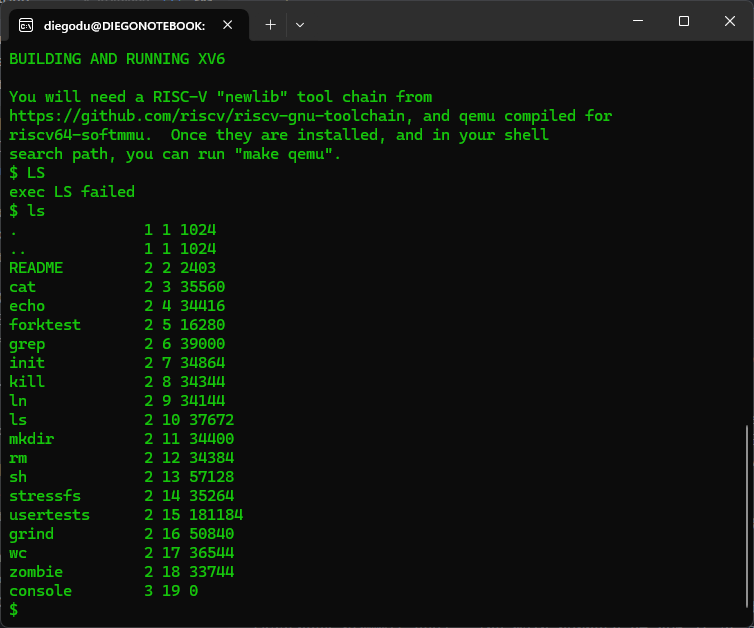 diegodu@DIEGONOTEBOOK:
BUILDING AND RUNNING XV6
You will need a RISC-V "newlib" tool chain from
https://github.com/riscv/riscv-gnu-toolchain, and qemu compiled for
riscv64-softmmu.  Once they are installed, and in your shell
search path, you can run "make qemu".
$ LS
exec LS failed
$ ls
.              1 1 1024
..             1 1 1024
README         2 2 2403
cat            2 3 35560
echo           2 4 34416
forktest       2 5 16280
grep           2 6 39000
init           2 7 34864
kill           2 8 34344
ln             2 9 34144
ls             2 10 37672
mkdir          2 11 34400
rm             2 12 34384
sh             2 13 57128
stressfs       2 14 35264
usertests      2 15 181184
grind          2 16 50840
wc             2 17 36544
zombie         2 18 33744
console        3 19 0
$